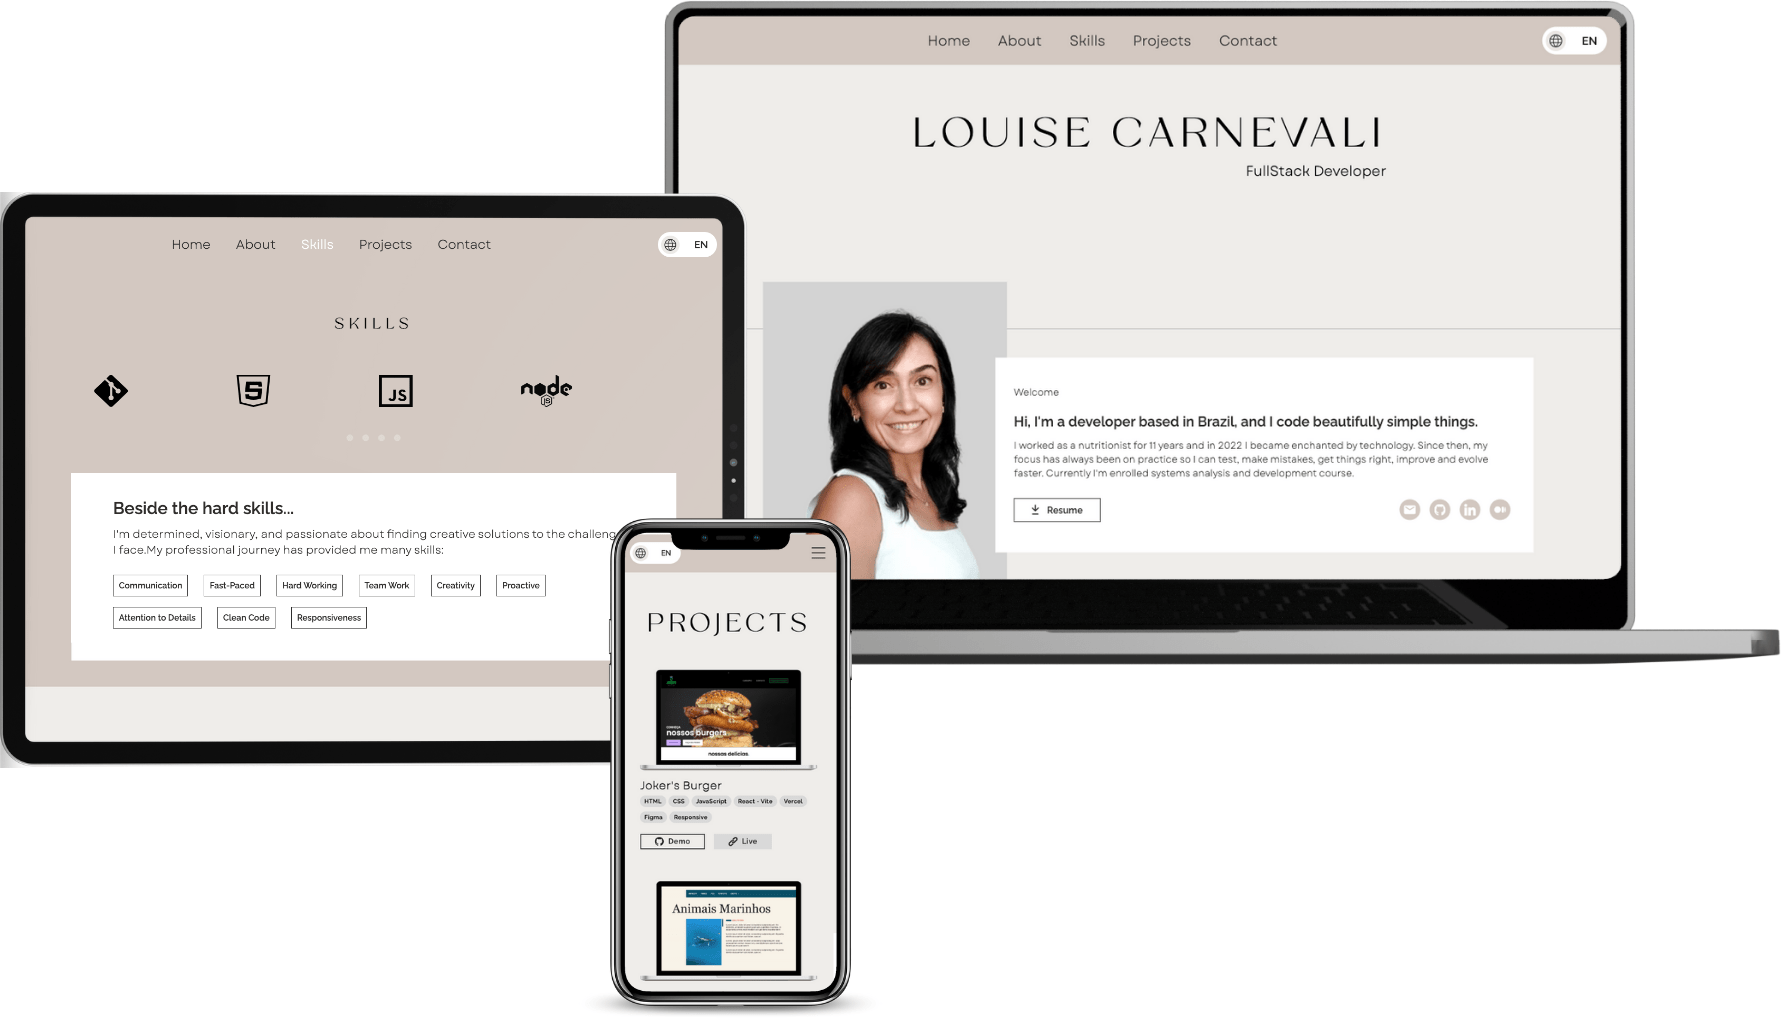 Home About Skills Projects Contact
EN
LOUISE CARNEVALI
FullStack Developer
Welcome
Hi, I'm a developer based in Brazil, and I code beautifully simple things.
I worked as a nutritionist for 11 years and in 2022 I became enchanted by technology. Since then, my
focus has always been on practice so I can test, make mistakes, get things right, improve and evolve
faster. Currently I'm enrolled systems analysis and development course.
Resume
in
Home About Skills Projects Contact
EN
SKILLS
5
JS
node
JS
Beside the hard skills...
I'm determined, visionary, and passionate about finding creative solutions to the challeng
I face.My professional journey has provided me many skills:
Communication Fast-Paced Hard Working Team Work Creativity Proactive
Attention to Details Clean Code Responsiveness
EN
PROJECTS
nossos burgers
nossas delícias
Joker's Burger
HTML CSS JavaScript React - Vite Vercel
Figma Responsive
Demo Live
Animais Marinhos